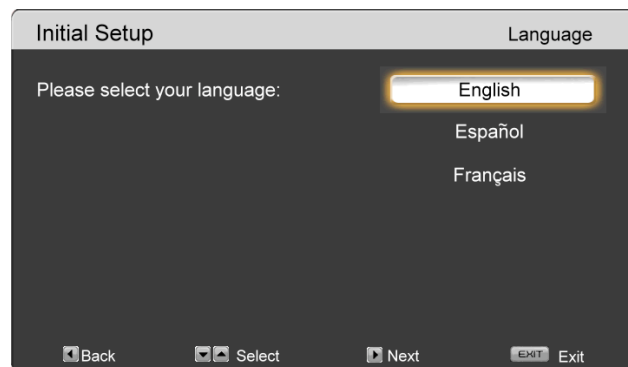 Initial Setup Language
Please select your language: English
Español
Français
Back Select Next EXIT Exit